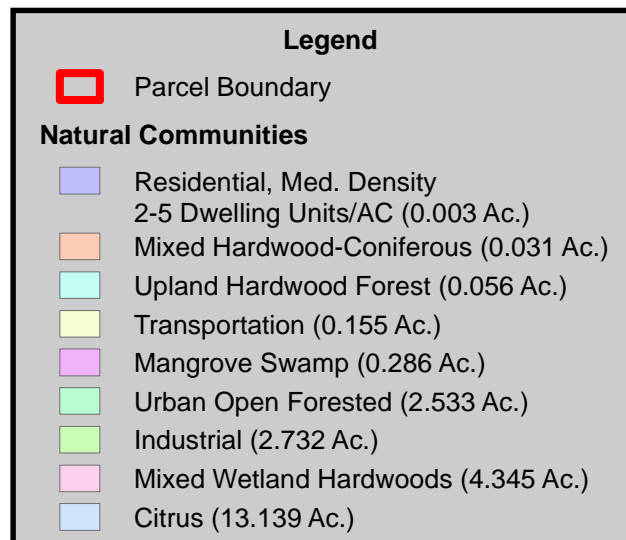 Legend
Parcel Boundary
Natural Communities
Residential, Med. Density
2-5 Dwelling Units/AC (0.003 Ac.)
Mixed Hardwood-Coniferous (0.031 Ac.)
Upland Hardwood Forest (0.056 Ac.)
Transportation (0.155 Ac.)
Mangrove Swamp (0.286 Ac.)
Urban Open Forested (2.533 Ac.)
Industrial (2.732 Ac.)
Mixed Wetland Hardwoods (4.345 Ac.)
Citrus (13.139 Ac.)